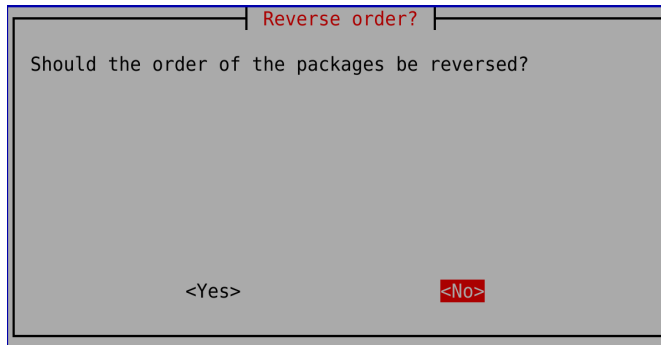 Reverse order?
Should the order of the packages be reversed?
<Yes> <No>